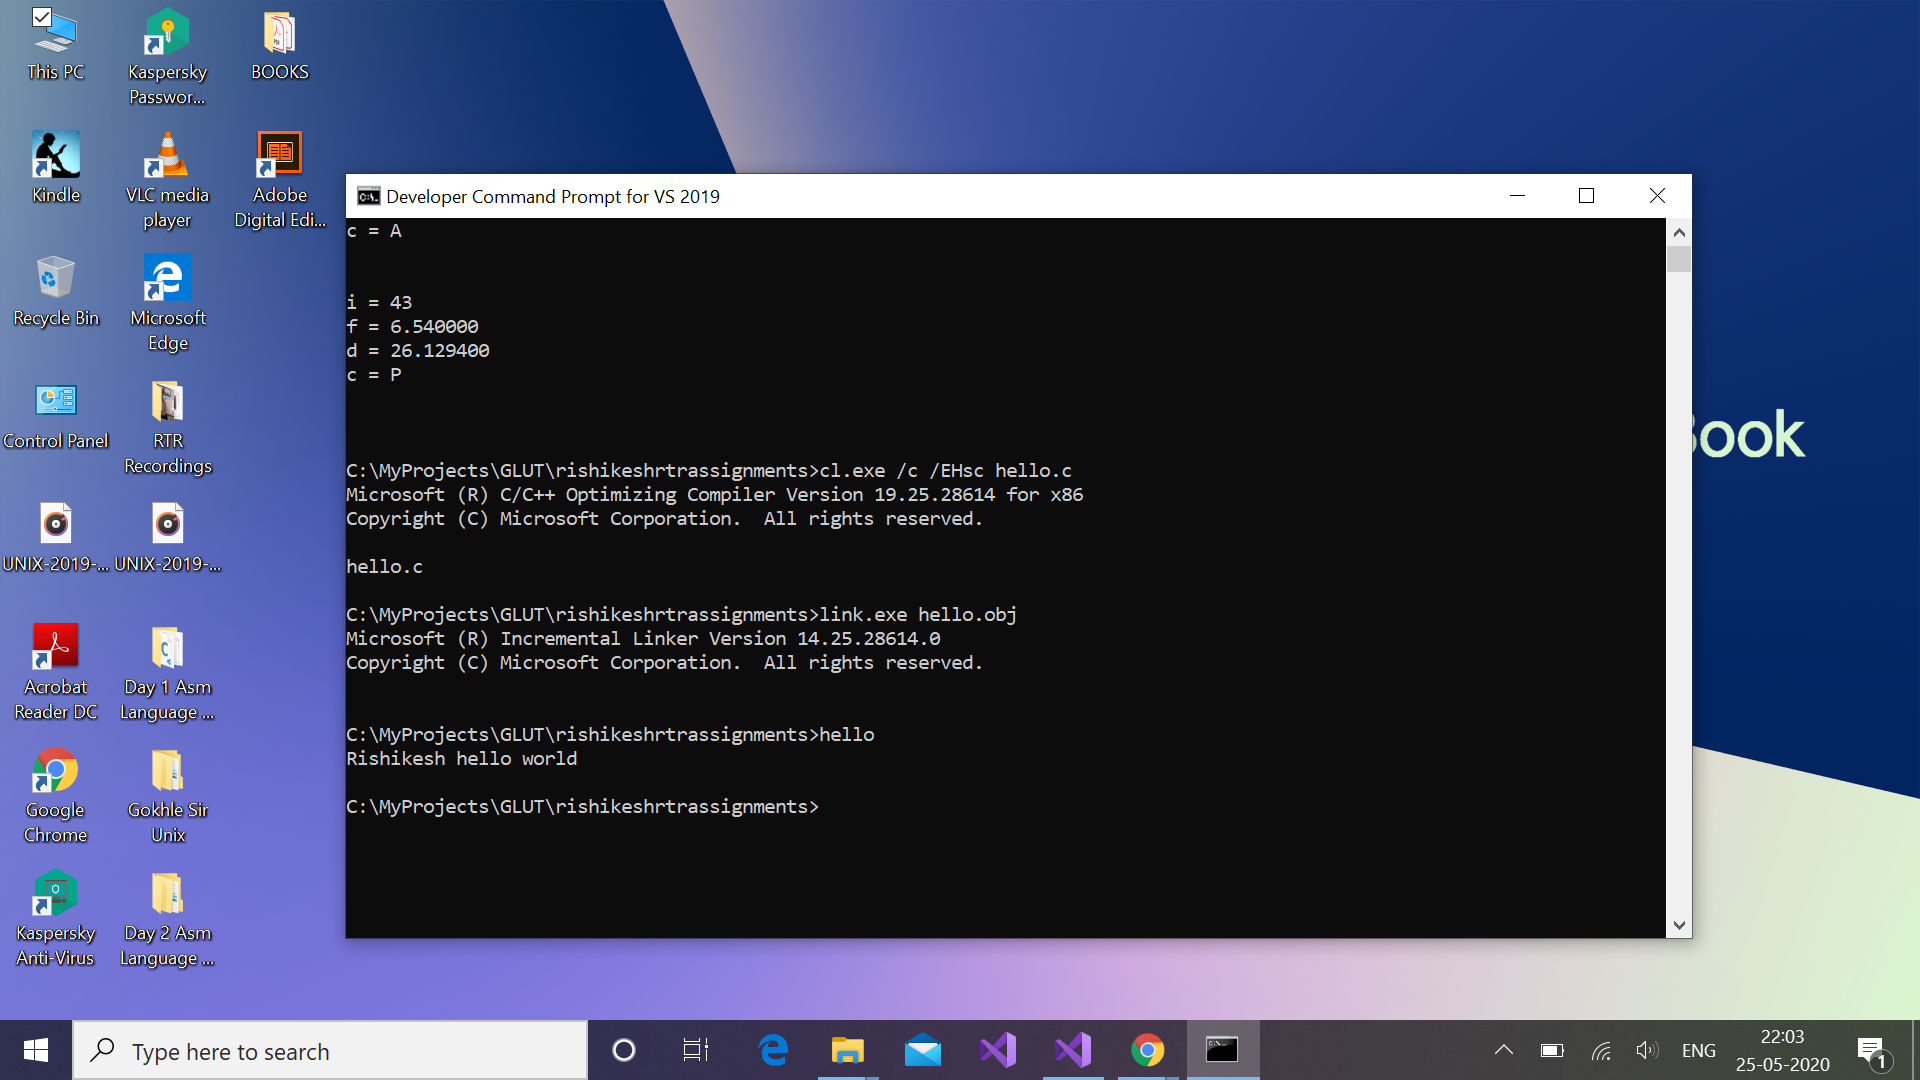 This PC
Kaspersky
Passwor...
BOOKS
Kindle
VLC media
player
Adobe
Digital Edi...
Recycle Bin
Microsoft
Edge
Control Panel
RTR
Recordings
UNIX-2019-...
UNIX-2019-...
Acrobat
Reader DC
Day 1 Asm
Language ...
Google
Chrome
Gokhle Sir
Unix
Kaspersky
Anti-Virus
Day 2 Asm
Language ...
Developer Command Prompt for VS 2019
c = A
i = 43
f = 6.540000
d = 26.129400
c = P
C:\MyProjects\GLUT\rishikeshrtrassignments>cl.exe /c /EHsc hello.c
Microsoft (R) C/C++ Optimizing Compiler Version 19.25.28614 for x86
Copyright (C) Microsoft Corporation.  All rights reserved.
hello.c
C:\MyProjects\GLUT\rishikeshrtrassignments>link.exe hello.obj
Microsoft (R) Incremental Linker Version 14.25.28614.0
Copyright (C) Microsoft Corporation.  All rights reserved.
C:\MyProjects\GLUT\rishikeshrtrassignments>hello
Rishikesh hello world
C:\MyProjects\GLUT\rishikeshrtrassignments>
Book
Type here to search
ENG
22:03
25-05-2020
1